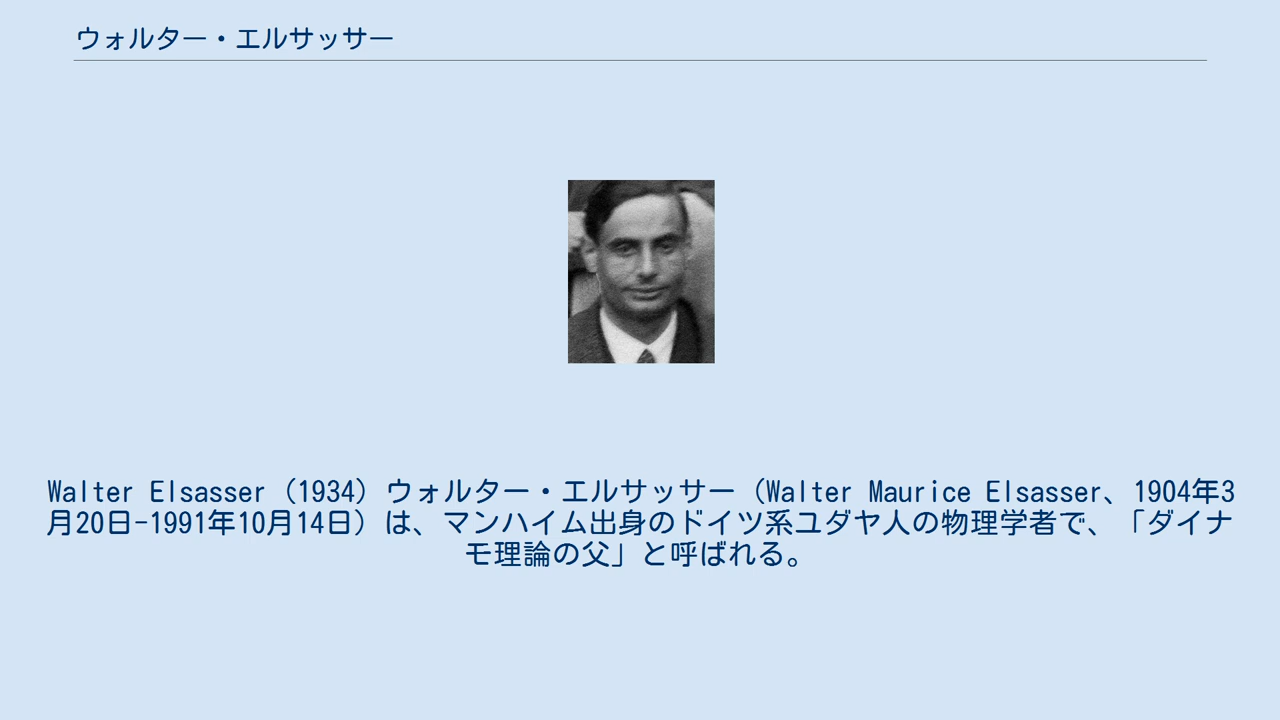 ウォルター・エルサッサー
Walter Elsasser（1934）ウォルター・エルサッサー（Walter Maurice Elsasser、1904年3
月20日-1991年10月14日）は、マンハイム出身のドイツ系ユダヤ人の物理学者で、「ダイナ
モ理論の父」と呼ばれる。